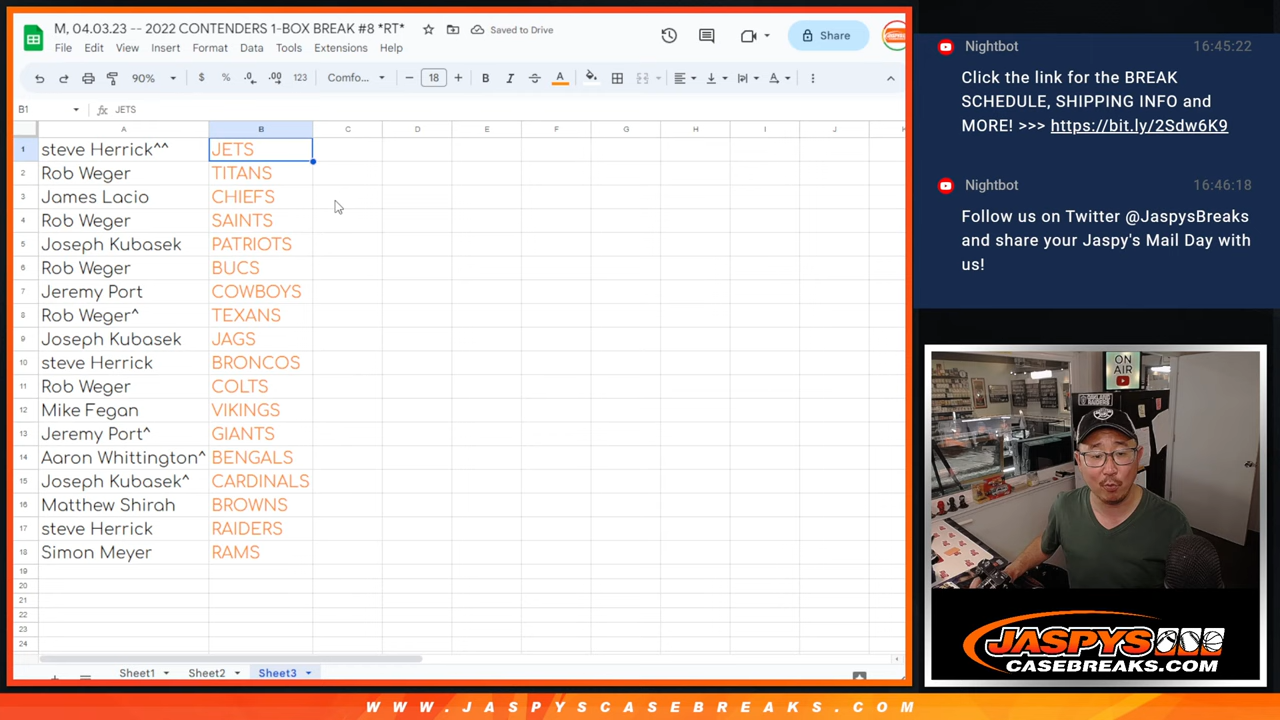 M, 04.03.23 -- 2022 CONTENDERS 1-BOX BREAK #8 *RT*
Saved to Drive
Share
File Edit View Insert Format Data Tools Extensions Help
90% $ % .0 .00 123 Comfo... - 18 + B I A
B1 fx JETS
A B C D E F G H I J
1 steve Herrick^^ JETS
2 Rob Weger TITANS
3 James Lacio CHIEFS
4 Rob Weger SAINTS
5 Joseph Kubasek PATRIOTS
6 Rob Weger BUCS
7 Jeremy Port COWBOYS
8 Rob Weger^ TEXANS
9 Joseph Kubasek JAGS
10 steve Herrick BRONCOS
11 Rob Weger COLTS
12 Mike Fegan VIKINGS
13 Jeremy Port^ GIANTS
14 Aaron Whittington^ BENGALS
15 Joseph Kubasek^ CARDINALS
16 Matthew Shirah BROWNS
17 steve Herrick RAIDERS
18 Simon Meyer RAMS
19
20
21
22
23
24
Sheet1 Sheet2 Sheet3
Nightbot 16:45:22
Click the link for the BREAK
SCHEDULE, SHIPPING INFO and
MORE! >>> https://bit.ly/2Sdw6K9
Nightbot 16:46:18
Follow us on Twitter @JaspysBreaks
and share your Jaspy's Mail Day with
us!
ON
AIR
JASPYS
CASEBREAKS.COM
WWW.JASPYSCASEBREAKS.COM